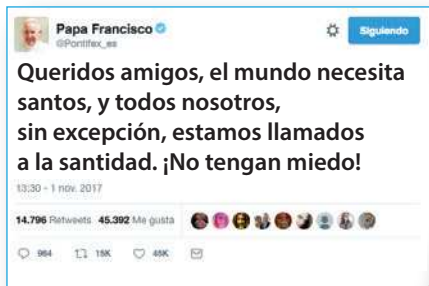 Papa Francisco
@Pontifex_es
Siguiendo
Queridos amigos, el mundo necesita
santos, y todos nosotros,
sin excepción, estamos llamados
a la santidad. ¡No tengan miedo!
13:30 - 1 nov. 2017
14.796 Retweets 45.392 Me gusta
964 15K 45K